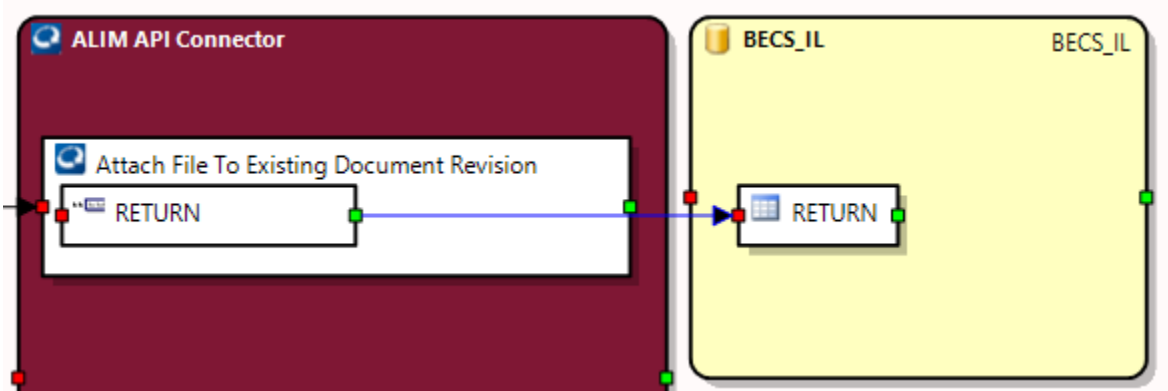 ALIM API Connector
Attach File To Existing Document Revision
RETURN
BECS_IL
BECS_IL
RETURN